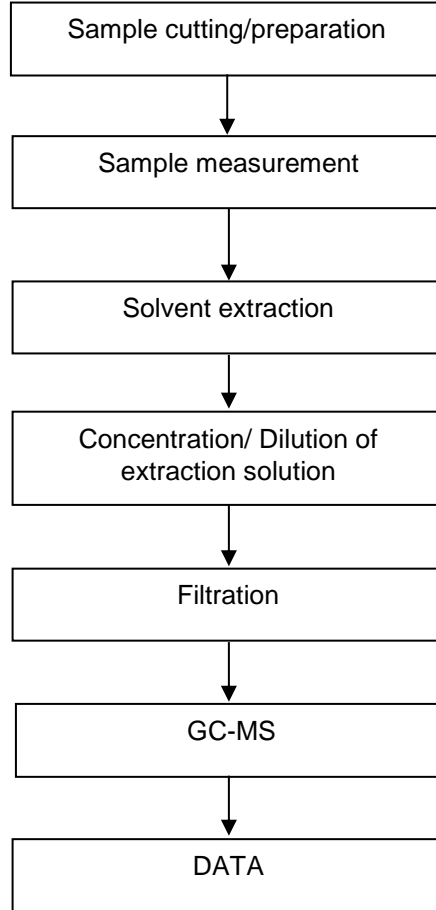 Sample cutting/preparation
Sample measurement
Solvent extraction
Concentration/ Dilution of
extraction solution
Filtration
GC-MS
DATA